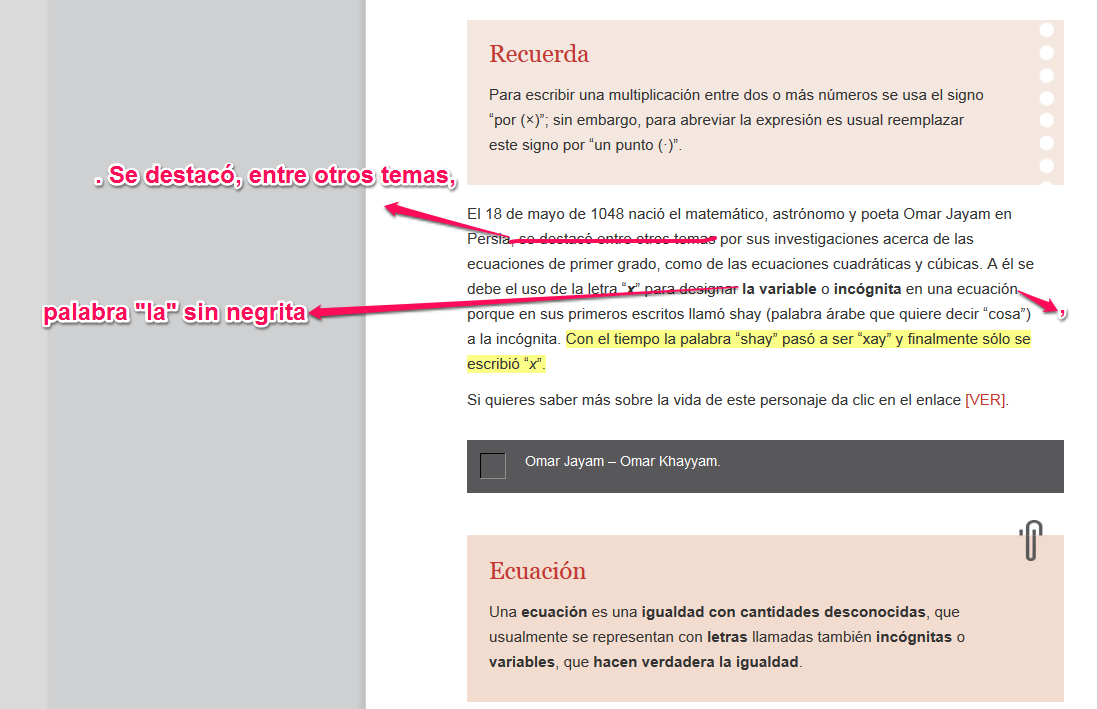 Recuerda
Para escribir una multiplicación entre dos o más números se usa el signo
“por (×)”; sin embargo, para abreviar la expresión es usual reemplazar
este signo por “un punto (·)”.
. Se destacó, entre otros temas,
El 18 de mayo de 1048 nació el matemático, astrónomo y poeta Omar Jayam en
Persia, se destacó entre otros temas por sus investigaciones acerca de las
ecuaciones de primer grado, como de las ecuaciones cuadráticas y cúbicas. A él se
debe el uso de la letra “x” para designar la variable o incógnita en una ecuación
palabra "la" sin negrita
,
porque en sus primeros escritos llamó shay (palabra árabe que quiere decir “cosa”)
a la incógnita. Con el tiempo la palabra “shay” pasó a ser “xay” y finalmente sólo se
escribió “x”.
Si quieres saber más sobre la vida de este personaje da clic en el enlace [VER].
Omar Jayam – Omar Khayyam.
Ecuación
Una ecuación es una igualdad con cantidades desconocidas, que
usualmente se representan con letras llamadas también incógnitas o
variables, que hacen verdadera la igualdad.